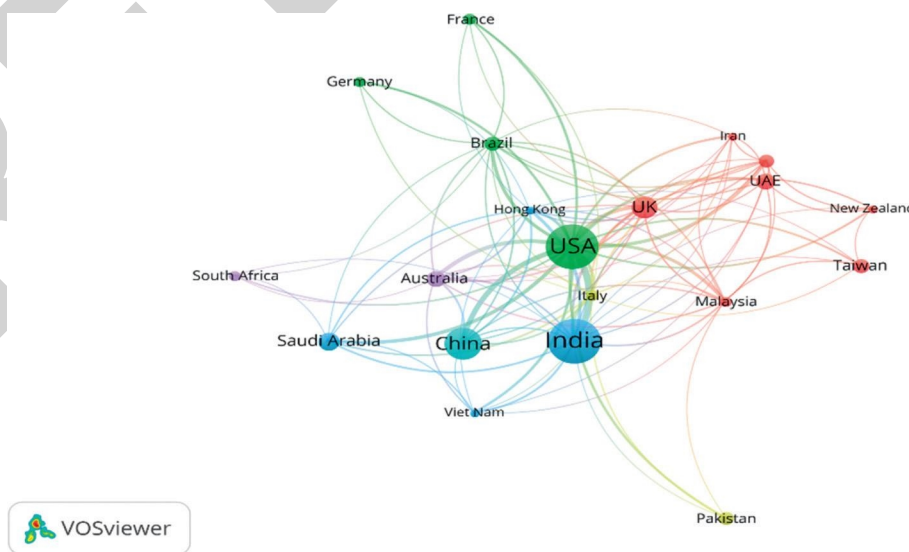 France
Germany
Brazil
Iran
UAE
Hong Kong
UK
New Zealand
USA
Taiwan
South Africa
Australia
Italy
Malaysia
Saudi Arabia
China
India
Viet Nam
Pakistan
VOSviewer